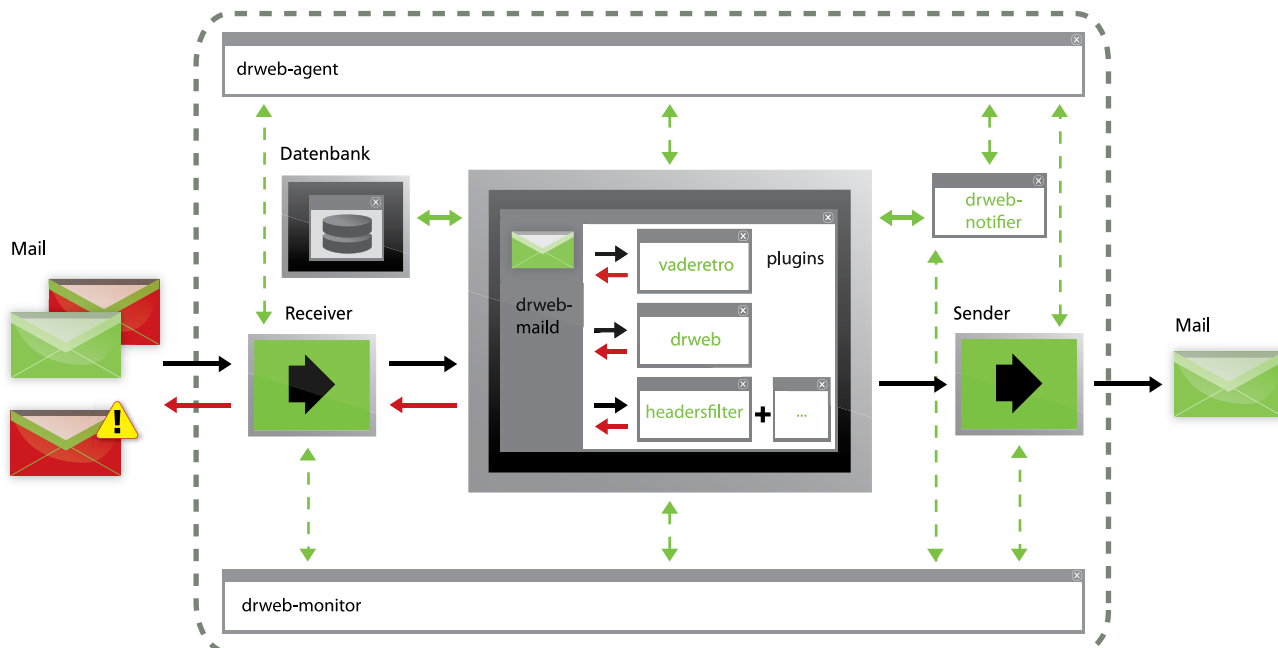 drweb-agent
Datenbank
drweb-
notifier
Mail
vaderetro
plugins
drweb-
maild
Receiver
drweb
Sender
Mail
headersfilter
+
...
!
drweb-monitor